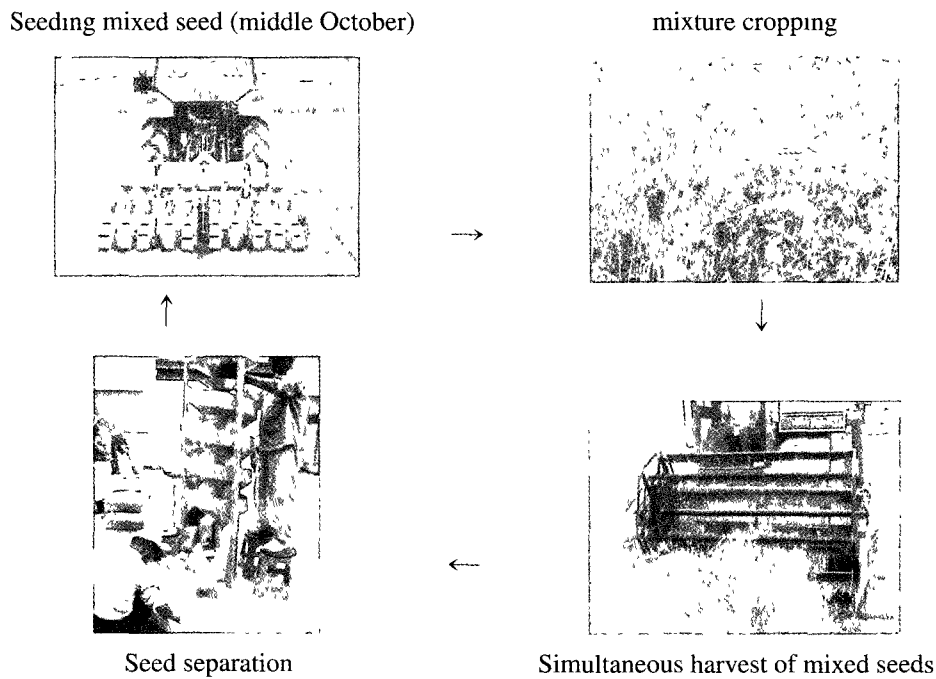 Seeding mixed seed (middle October)
mixture cropping
Seed separation
Simultaneous harvest of mixed seeds